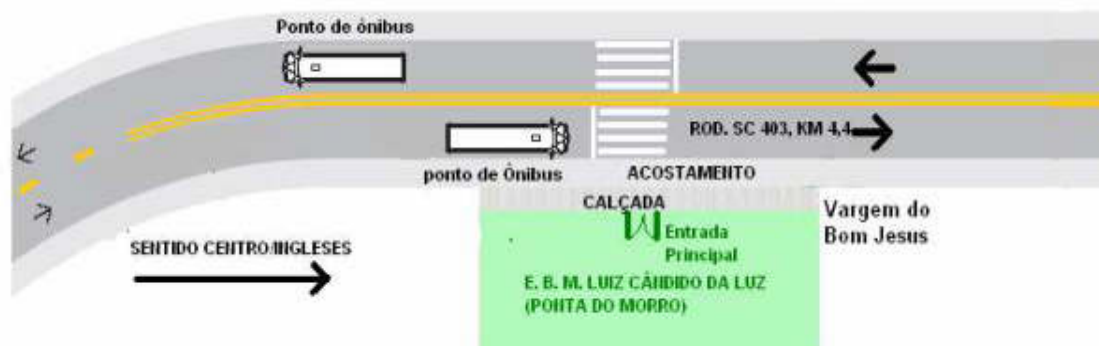 Ponto de ônibus
ROD. SC 403, KM 4,4
ponto de Ônibus
ACOSTAMENTO
CALÇADA
Vargem do
Bom Jesus
Entrada
Principal
SENTIDO CENTRO/INGLESES
E. B. M. LUIZ CÂNDIDO DA LUZ
(PONTA DO MORRO)